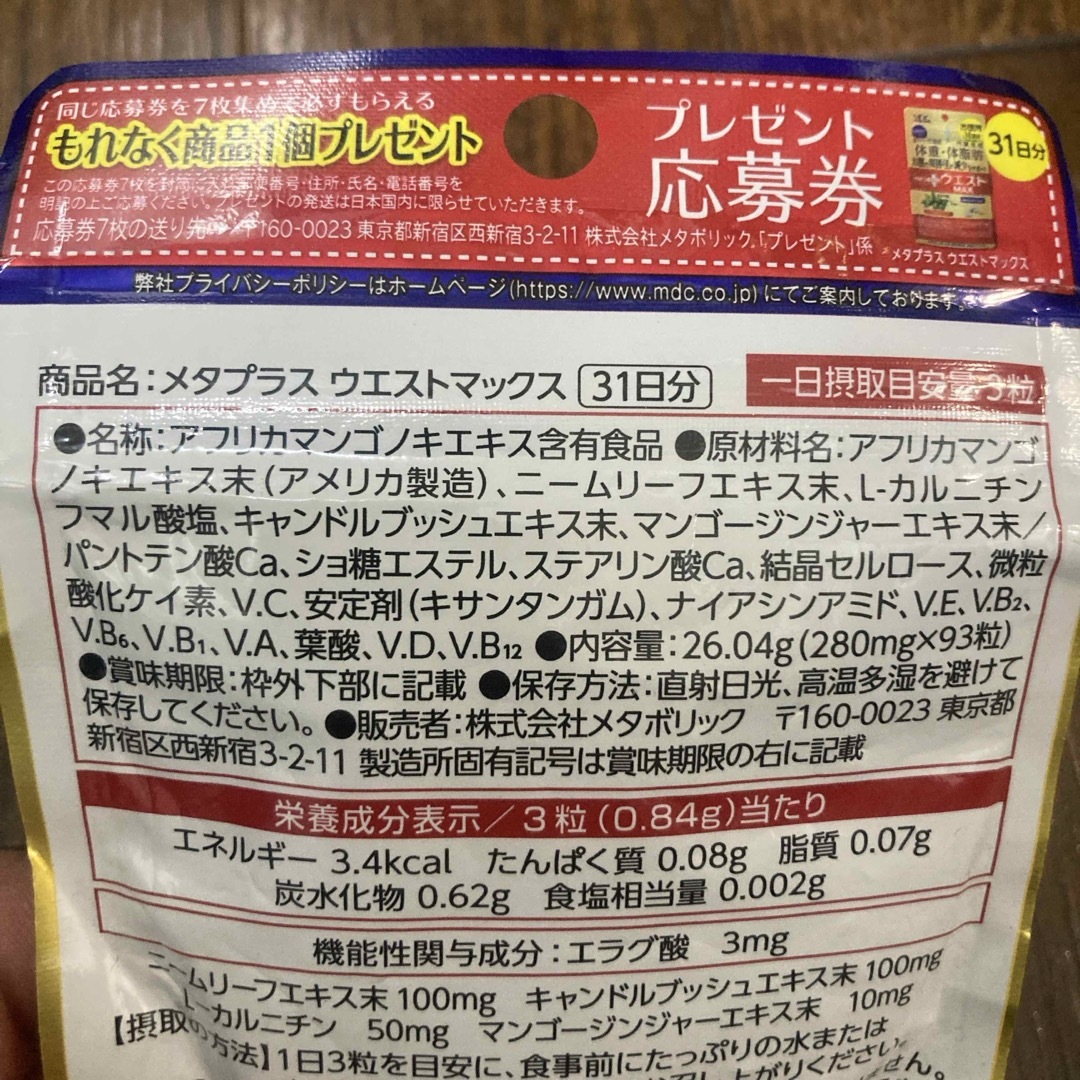 同じ応募券を7枚集めて必ずもらえる
もれなく商品1個プレゼント
この応募券7枚を封筒に入れ郵便番号・住所・氏名・電話番号を
明記の上ご応募ください。プレゼントの発送は日本国内に限らせていただきます。
応募券7枚の送り先 〒160-0023 東京都新宿区西新宿3-2-11 株式会社メタボリック「プレゼント」係
プレゼント
応募券
31日分
体重・体脂肪
ウエスト
MAX
メタプラス ウエストマックス
弊社プライバシーポリシーはホームページ(https://www.mdc.co.jp)にてご案内しております。
商品名:メタプラス ウエストマックス 31日分
一日摂取目安量:3粒
●名称:アフリカマンゴノキエキス含有食品 ●原材料名:アフリカマンゴ
ノキエキス末(アメリカ製造)、ニームリーフエキス末、L-カルニチン
フマル酸塩、キャンドルブッシュエキス末、マンゴージンジャーエキス末/
パントテン酸Ca、ショ糖エステル、ステアリン酸Ca、結晶セルロース、微粒
酸化ケイ素、V.C、安定剤(キサンタンガム)、ナイアシンアミド、V.E、V.B₂、
V.B₆、V.B₁、V.A、葉酸、V.D、V.B₁₂ ●内容量:26.04g(280mg×93粒)
●賞味期限:枠外下部に記載 ●保存方法:直射日光、高温多湿を避けて
保存してください。●販売者:株式会社メタボリック 〒160-0023 東京都
新宿区西新宿3-2-11 製造所固有記号は賞味期限の右に記載
栄養成分表示/3粒(0.84g)当たり
エネルギー 3.4kcal たんぱく質 0.08g 脂質 0.07g
炭水化物 0.62g 食塩相当量 0.002g
機能性関与成分:エラグ酸 3mg
ニームリーフエキス末 100mg キャンドルブッシュエキス末 100mg
L-カルニチン 50mg マンゴージンジャーエキス末 10mg
【摂取の方法】1日3粒を目安に、食事前にたっぷりの水または
上がりください。